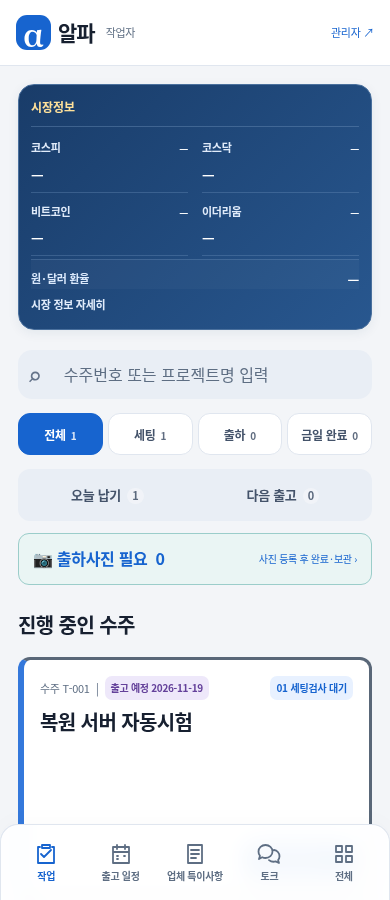 α 알파 작업자 관리자 ↗
시장정보
코스피 — 코스닥 —
— —
비트코인 — 이더리움 —
— —
원·달러 환율 —
시장 정보 자세히
수주번호 또는 프로젝트명 입력
전체 1 세팅 1 출하 0 금일 완료 0
오늘 납기 1 다음 출고 0
📷 출하사진 필요 0 사진 등록 후 완료·보관 ›
진행 중인 수주
수주 T-001 | 출고 예정 2026-11-19 01 세팅검사 대기
복원 서버 자동시험
작업 출고 일정 업체 특이사항 토크 전체